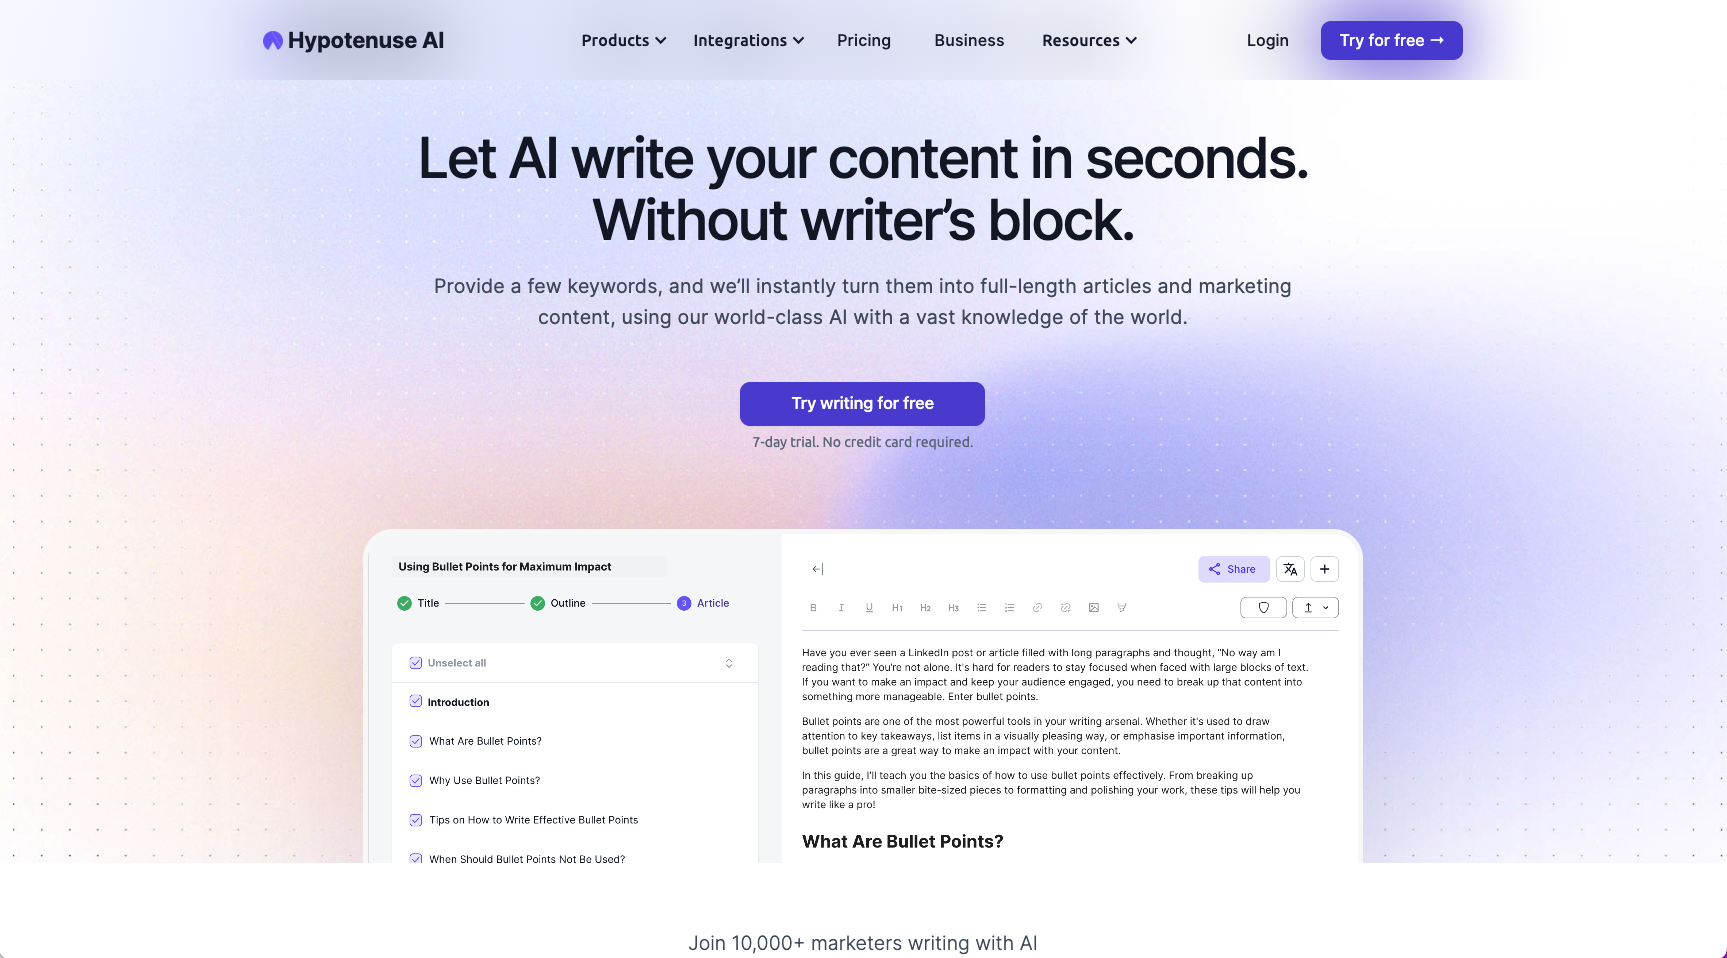 Hypotenuse AI
Products
Integrations
Pricing
Business
Resources
Login
Try for free →
Let AI write your content in seconds.
Without writer's block.
Provide a few keywords, and we'll instantly turn them into full-length articles and marketing
content, using our world-class AI with a vast knowledge of the world.
Try writing for free
7-day trial. No credit card required.
Using Bullet Points for Maximum Impact
Title
Outline
3 Article
Unselect all
Introduction
What Are Bullet Points?
Why Use Bullet Points?
Tips on How to Write Effective Bullet Points
When Should Bullet Points Not Be Used?
Share
B I U H1 H2 H3
Have you ever seen a LinkedIn post or article filled with long paragraphs and thought, "No way am I
reading that?" You're not alone. It's hard for readers to stay focused when faced with large blocks of text.
If you want to make an impact and keep your audience engaged, you need to break up that content into
something more manageable. Enter bullet points.
Bullet points are one of the most powerful tools in your writing arsenal. Whether it's used to draw
attention to key takeaways, list items in a visually pleasing way, or emphasise important information,
bullet points are a great way to make an impact with your content.
In this guide, I'll teach you the basics of how to use bullet points effectively. From breaking up
paragraphs into smaller bite-sized pieces to formatting and polishing your work, these tips will help you
write like a pro!
What Are Bullet Points?
Join 10,000+ marketers writing with AI